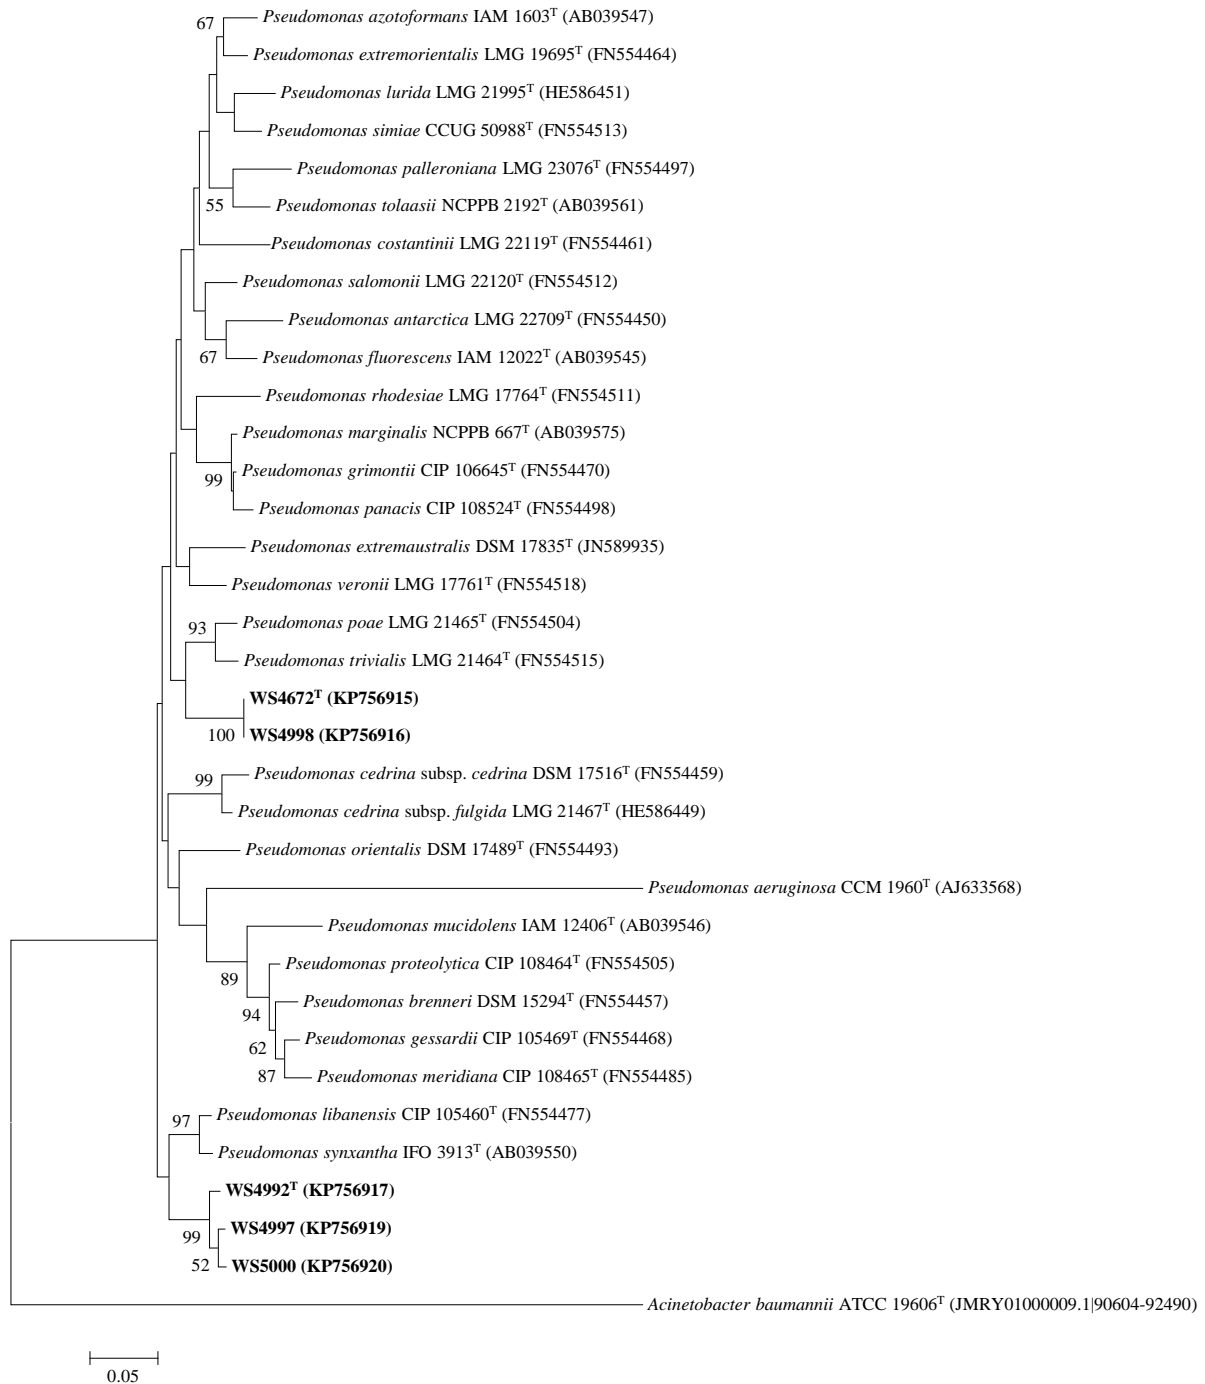 67
Pseudomonas azotoformans IAM 1603ᵀ (AB039547)
Pseudomonas extremorientalis LMG 19695ᵀ (FN554464)
Pseudomonas lurida LMG 21995ᵀ (HE586451)
Pseudomonas simiae CCUG 50988ᵀ (FN554513)
Pseudomonas palleroniana LMG 23076ᵀ (FN554497)
55
Pseudomonas tolaasii NCPPB 2192ᵀ (AB039561)
Pseudomonas costantinii LMG 22119ᵀ (FN554461)
Pseudomonas salomonii LMG 22120ᵀ (FN554512)
Pseudomonas antarctica LMG 22709ᵀ (FN554450)
67
Pseudomonas fluorescens IAM 12022ᵀ (AB039545)
Pseudomonas rhodesiae LMG 17764ᵀ (FN554511)
Pseudomonas marginalis NCPPB 667ᵀ (AB039575)
Pseudomonas grimontii CIP 106645ᵀ (FN554470)
99
Pseudomonas panacis CIP 108524ᵀ (FN554498)
Pseudomonas extremaustralis DSM 17835ᵀ (JN589935)
Pseudomonas veronii LMG 17761ᵀ (FN554518)
Pseudomonas poae LMG 21465ᵀ (FN554504)
93
Pseudomonas trivialis LMG 21464ᵀ (FN554515)
WS4672ᵀ (KP756915)
100
WS4998 (KP756916)
Pseudomonas cedrina subsp. cedrina DSM 17516ᵀ (FN554459)
99
Pseudomonas cedrina subsp. fulgida LMG 21467ᵀ (HE586449)
Pseudomonas orientalis DSM 17489ᵀ (FN554493)
Pseudomonas aeruginosa CCM 1960ᵀ (AJ633568)
Pseudomonas mucidolens IAM 12406ᵀ (AB039546)
Pseudomonas proteolytica CIP 108464ᵀ (FN554505)
89
Pseudomonas brenneri DSM 15294ᵀ (FN554457)
94
Pseudomonas gessardii CIP 105469ᵀ (FN554468)
62
Pseudomonas meridiana CIP 108465ᵀ (FN554485)
87
Pseudomonas libanensis CIP 105460ᵀ (FN554477)
97
Pseudomonas synxantha IFO 3913ᵀ (AB039550)
WS4992ᵀ (KP756917)
WS4997 (KP756919)
99
WS5000 (KP756920)
52
Acinetobacter baumannii ATCC 19606ᵀ (JMRY01000009.1|90604-92490)
0.05